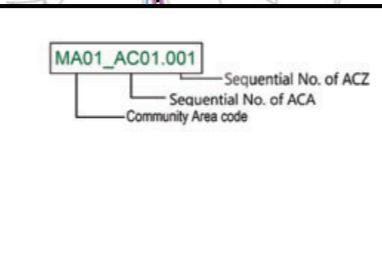 MA01_AC01.001
Sequential No. of ACZ
Sequential No. of ACA
Community Area code